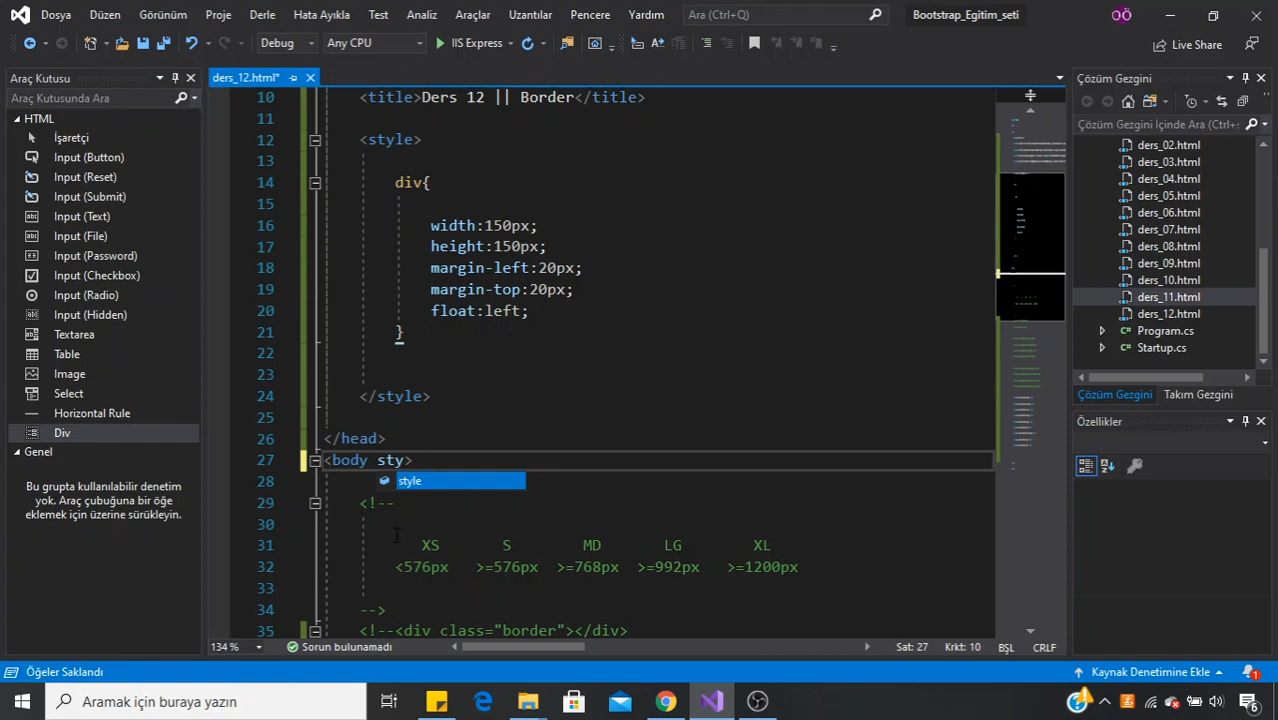 Dosya Düzen Görünüm Git Proje Derle Hata Ayıkla Test Analiz Araçlar Uzantılar Pencere Yardım Ara (Ctrl+Q) Bootstrap_Egitim_seti OÖ
Debug Any CPU IIS Express Live Share
Araç Kutusu
Araç Kutusunda Ara
HTML
İşaretçi
Input (Button)
Input (Reset)
Input (Submit)
Input (Text)
Input (File)
Input (Password)
Input (Checkbox)
Input (Radio)
Input (Hidden)
Textarea
Table
Image
Select
Horizontal Rule
Div
Genel
Bu grupta kullanılabilir denetim
yok. Araç çubuğuna bir öğe
eklemek için üzerine sürükleyin.
ders_12.html*
10 <title>Ders 12 || Border</title>
11
12 <style>
13
14 div{
15
16 width:150px;
17 height:150px;
18 margin-left:20px;
19 margin-top:20px;
20 float:left;
21 }
22
23
24 </style>
25
26 </head>
27 <body sty>
style
28
29 <!--
30
31 XS S MD LG XL
32 <576px >=576px >=768px >=992px >=1200px
33
34 -->
35 <!--<div class="border"></div>
134 % Sorun bulunamadı Sat: 27 Krkt: 10 BŞL CRLF
Çözüm Gezgini
Çözüm Gezgini İçinde Ara (Ctrl+ş
ders_02.html
ders_03.html
ders_04.html
ders_05.html
ders_06.html
ders_07.html
ders_08.html
ders_09.html
ders_10.html
ders_11.html
ders_12.html
Program.cs
Startup.cs
Çözüm Gezgini Takım Gezgini
Özellikler
Öğeler Saklandı Kaynak Denetimine Ekle 1
Aramak için buraya yazın 6